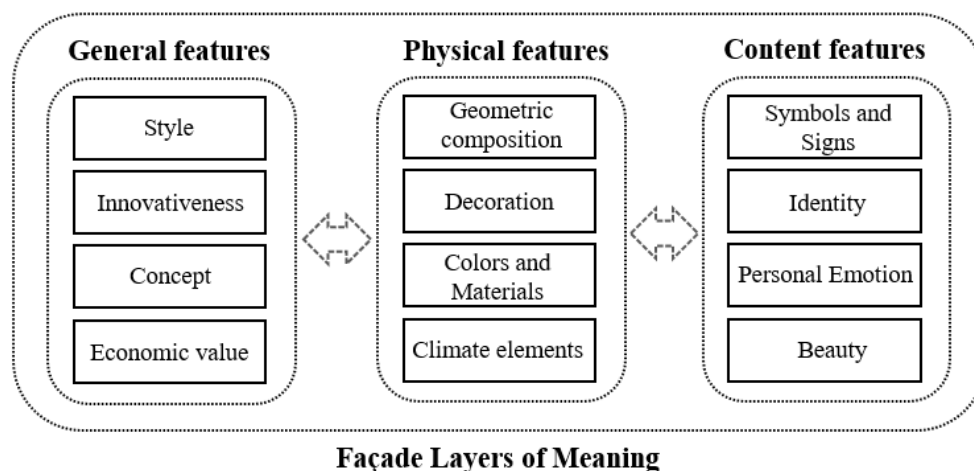 General features
Physical features
Content features
Style
Innovativeness
Concept
Economic value
Geometric
composition
Decoration
Colors and
Materials
Climate elements
Symbols and
Signs
Identity
Personal Emotion
Beauty
Façade Layers of Meaning